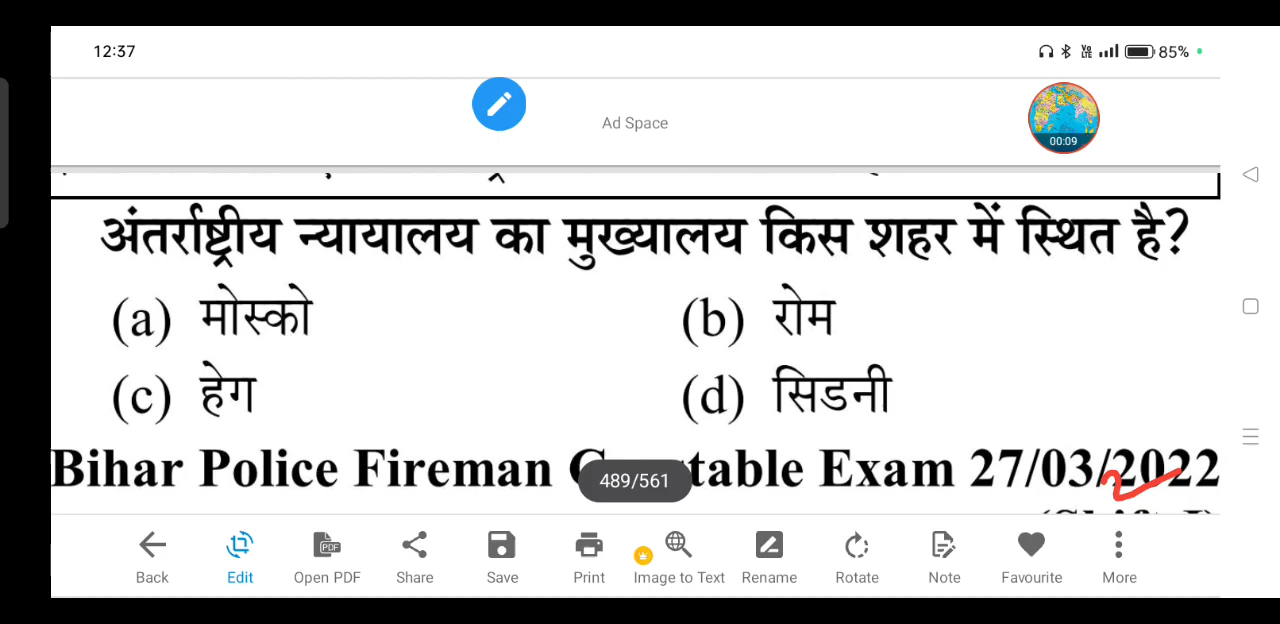 12:37
85%
Ad Space
00:09
अंतर्राष्ट्रीय न्यायालय का मुख्यालय किस शहर में स्थित है?
(a) मोस्को
(b) रोम
(c) हेग
(d) सिडनी
Bihar Police Fireman Exam 27/03/2022
489/561
Back
Edit
Open PDF
Share
Save
Print
Image to Text
Rename
Rotate
Note
Favourite
More